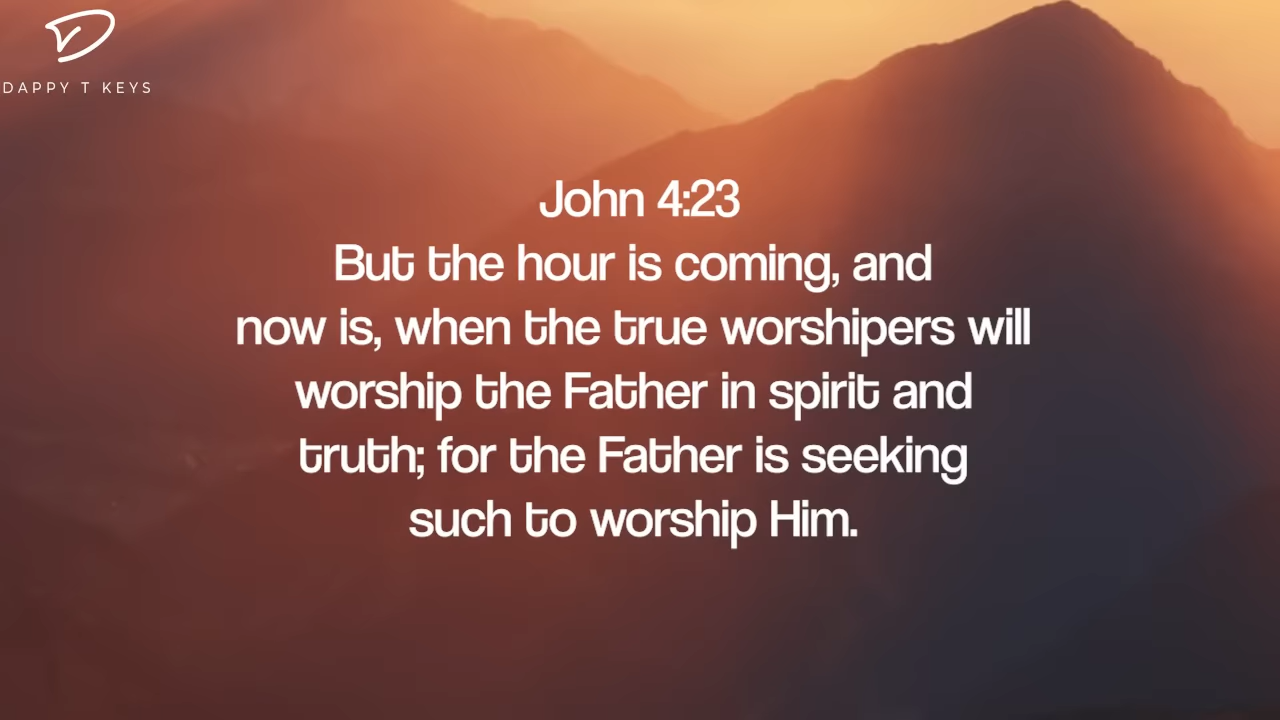 DAPPY T KEYS
John 4:23
But the hour is coming, and
now is, when the true worshipers will
worship the Father in spirit and
truth; for the Father is seeking
such to worship Him.